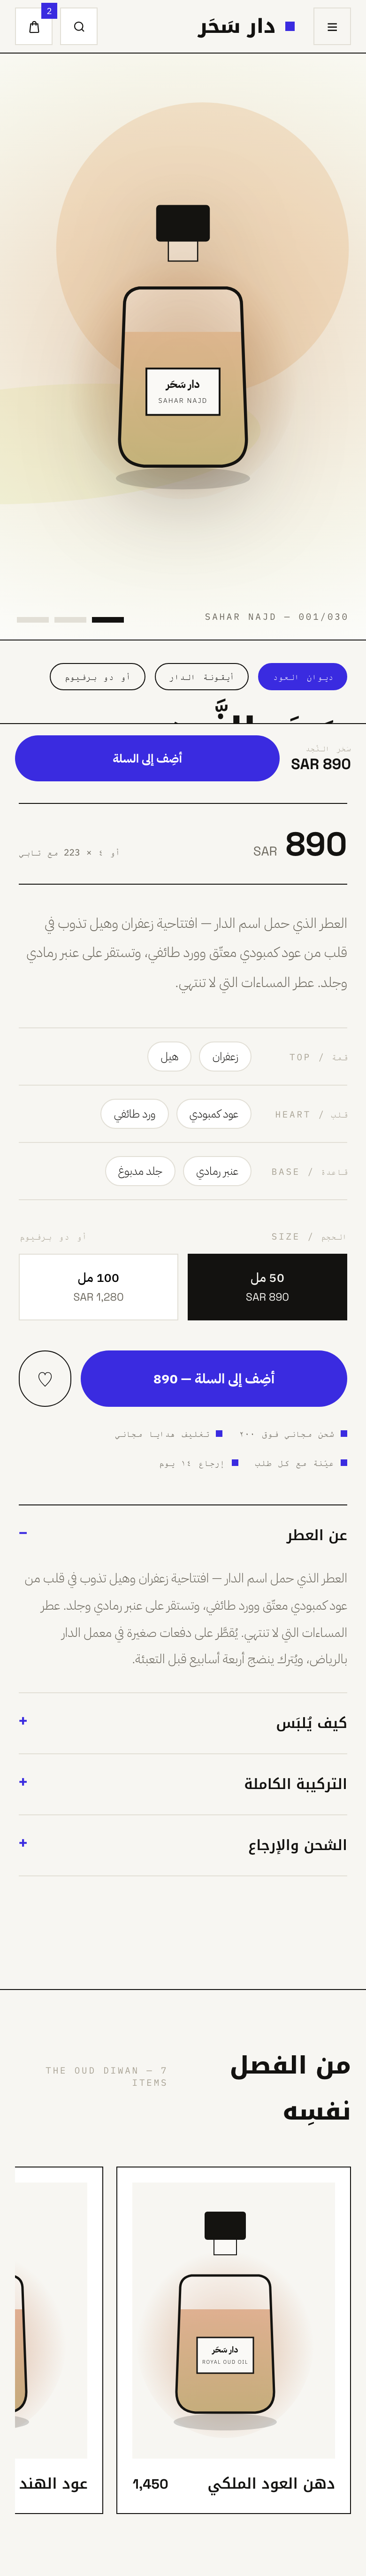 دار سَحَر
2
دار سَحَر
SAHAR NAJD
SAHAR NAJD — 001/030
ديوان العود
أيقونة الدار
أو دو برفيوم
سَحَر النَّجد
أضِف إلى السلة
SAR 890
890 SAR
أو ٤ × 223 مع تابي
العطر الذي حمل اسم الدار — افتتاحية زعفران وهيل تذوب في
قلب من عود كمبودي معتّق وورد طائفي، وتستقر على عنبر رمادي
وجلد. عطر المساءات التي لا تنتهي.
قمة / TOP
زعفران
هيل
قلب / HEART
عود كمبودي
ورد طائفي
قاعدة / BASE
عنبر رمادي
جلد مدبوغ
الحجم / SIZE
أو دو برفيوم
50 مل
SAR 890
100 مل
SAR 1,280
أضِف إلى السلة — 890
♡
شحن مجاني فوق ٢٠٠
تغليف هدايا مجاني
عيّنة مع كل طلب
إرجاع ١٤ يوم
عن العطر
−
العطر الذي حمل اسم الدار — افتتاحية زعفران وهيل تذوب في قلب من
عود كمبودي معتّق وورد طائفي، وتستقر على عنبر رمادي وجلد. عطر
المساءات التي لا تنتهي. يُقطَّر على دفعات صغيرة في معمل الدار
بالرياض، ويُترك ينضج أربعة أسابيع قبل التعبئة.
كيف يُلبَس
+
التركيبة الكاملة
+
الشحن والإرجاع
+
من الفصل
نفسِه
THE OUD DIWAN — 7
ITEMS
دار سَحَر
ROYAL OUD OIL
دهن العود الملكي
1,450
عود الهند